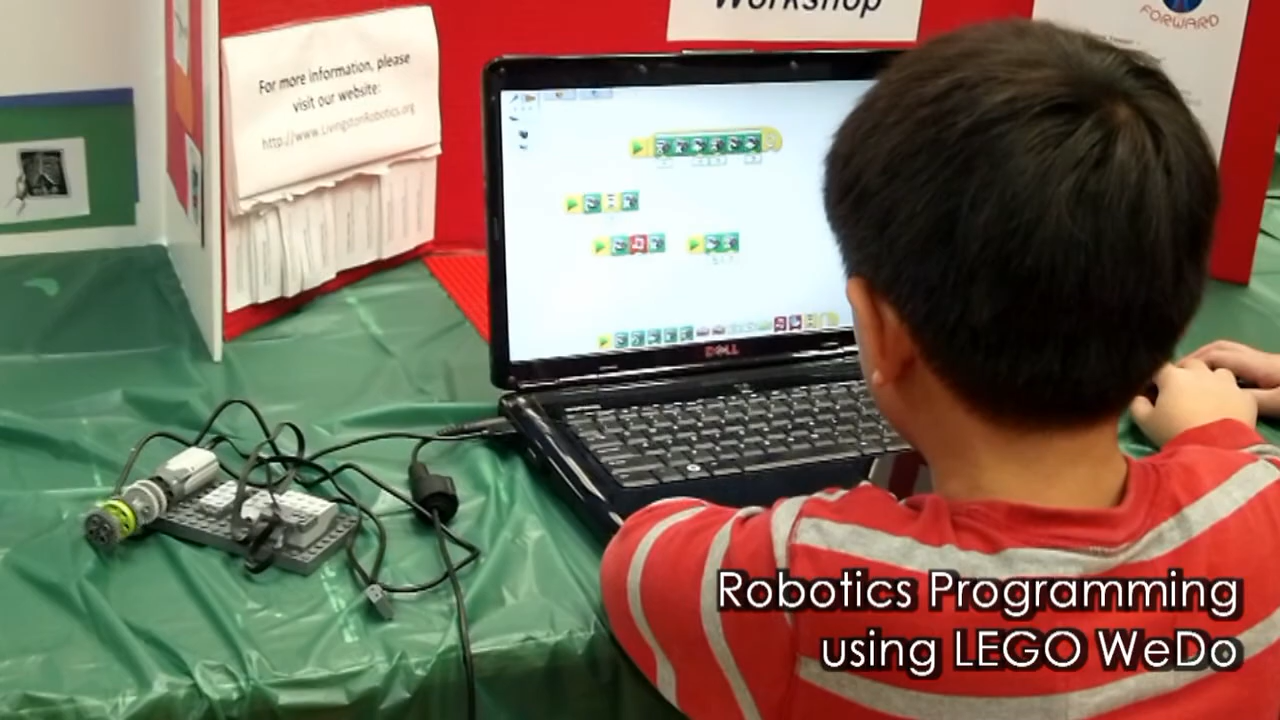 Workshop
FORWARD
For more information, please
visit our website:
http://www.LivingstonRobotics.org
DELL
Robotics Programming
using LEGO WeDo